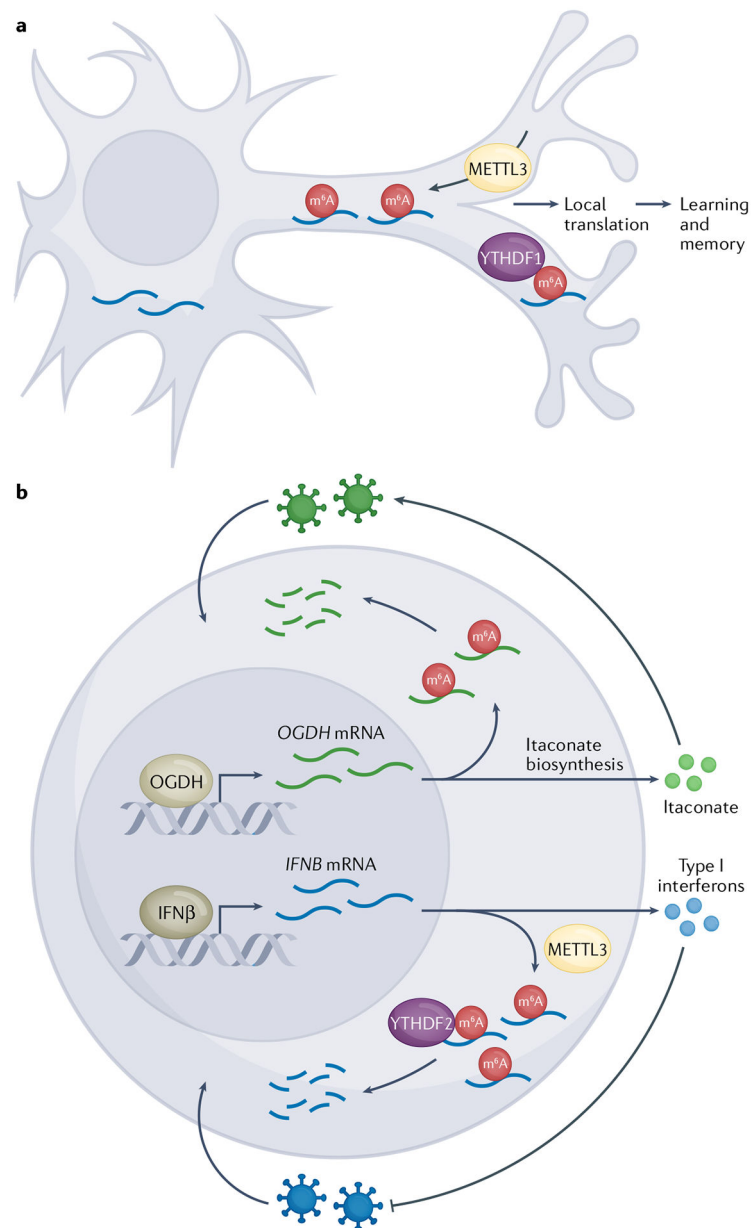 a
METTL3
m⁶A
m⁶A
Local
translation
Learning
and
memory
YTHDF1
m⁶A
b
m⁶A
m⁶A
OGDH mRNA
OGDH
Itaconate
biosynthesis
Itaconate
IFNB mRNA
IFNβ
Type I
interferons
METTL3
m⁶A
YTHDF2
m⁶A
m⁶A